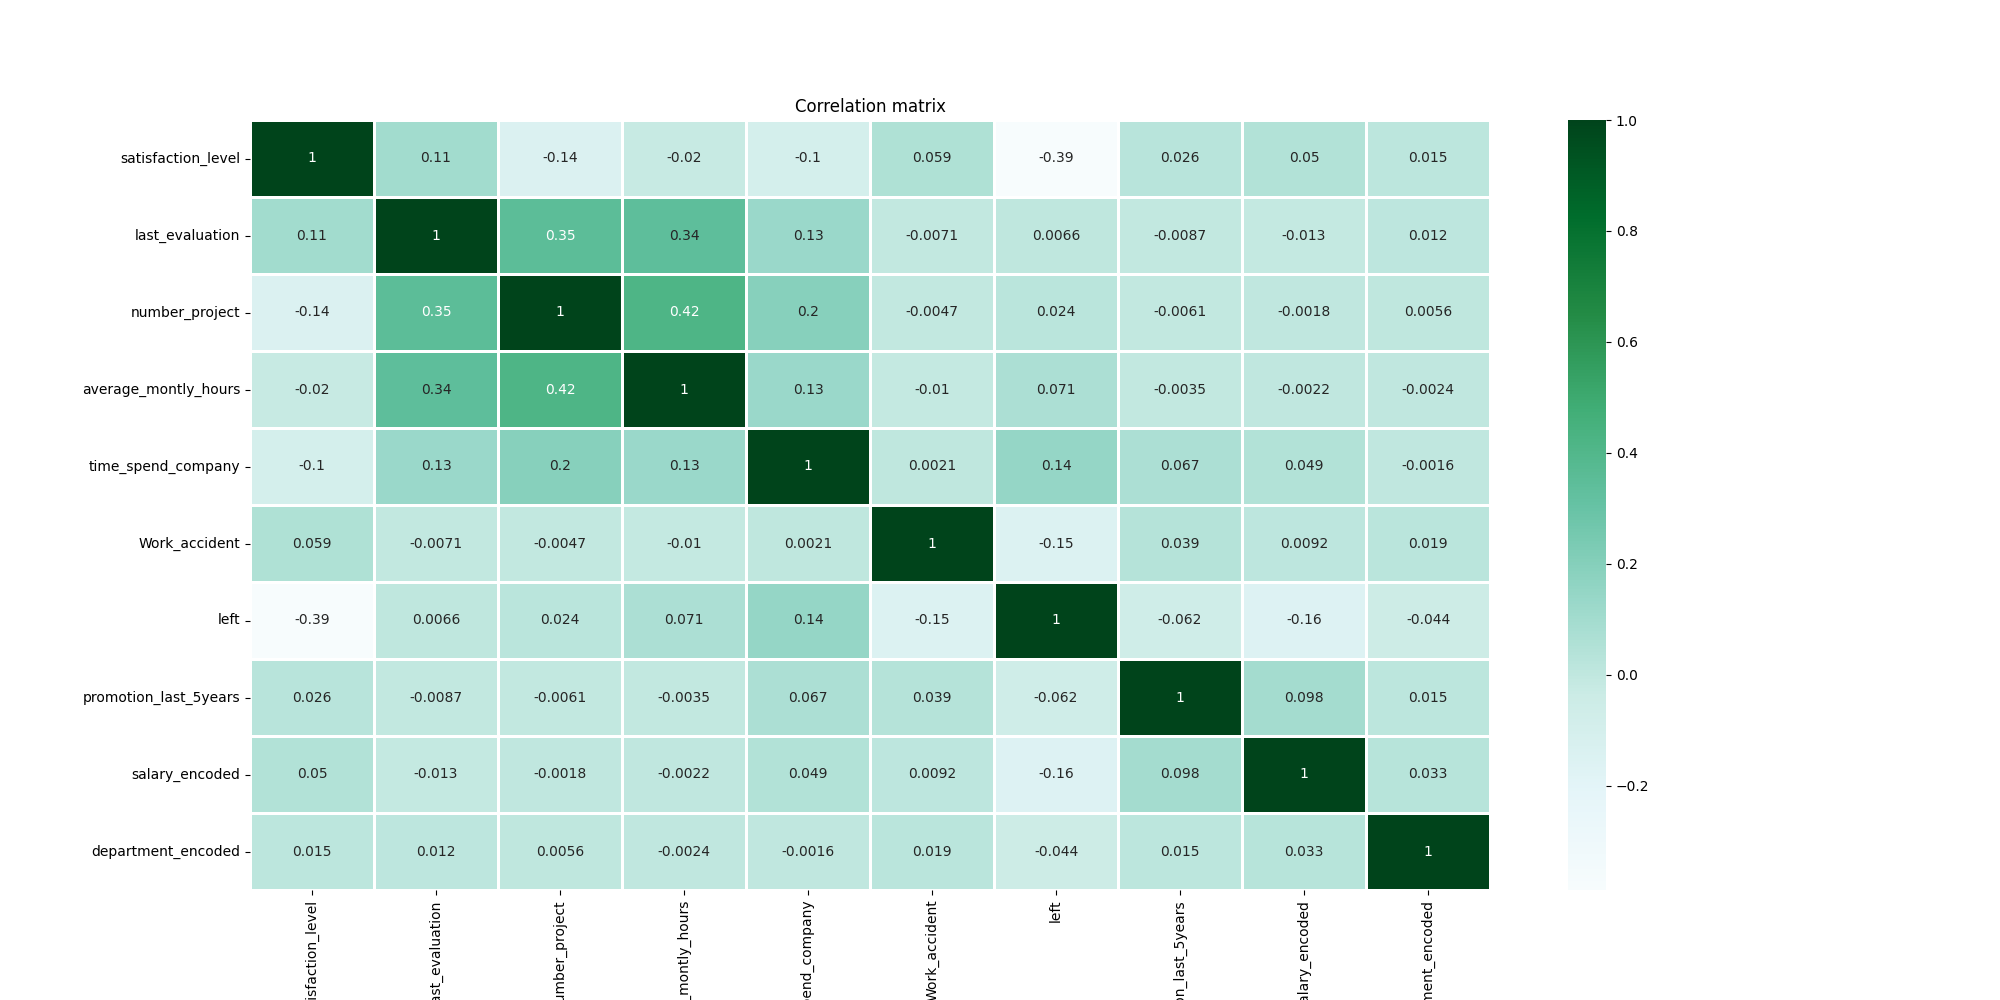 Correlation matrix
satisfaction_level 1 0.11 -0.14 -0.02 -0.1 0.059 -0.39 0.026 0.05 0.015
last_evaluation 0.11 1 0.35 0.34 0.13 -0.0071 0.0066 -0.0087 -0.013 0.012
number_project -0.14 0.35 1 0.42 0.2 -0.0047 0.024 -0.0061 -0.0018 0.0056
average_montly_hours -0.02 0.34 0.42 1 0.13 -0.01 0.071 -0.0035 -0.0022 -0.0024
time_spend_company -0.1 0.13 0.2 0.13 1 0.0021 0.14 0.067 0.049 -0.0016
Work_accident 0.059 -0.0071 -0.0047 -0.01 0.0021 1 -0.15 0.039 0.0092 0.019
left -0.39 0.0066 0.024 0.071 0.14 -0.15 1 -0.062 -0.16 -0.044
promotion_last_5years 0.026 -0.0087 -0.0061 -0.0035 0.067 0.039 -0.062 1 0.098 0.015
salary_encoded 0.05 -0.013 -0.0018 -0.0022 0.049 0.0092 -0.16 0.098 1 0.033
department_encoded 0.015 0.012 0.0056 -0.0024 -0.0016 0.019 -0.044 0.015 0.033 1
isfaction_level
ast_evaluation
umber_project
_montly_hours
pend_company
Work_accident
left
on_last_5years
alary_encoded
ment_encoded
1.0
0.8
0.6
0.4
0.2
0.0
−0.2